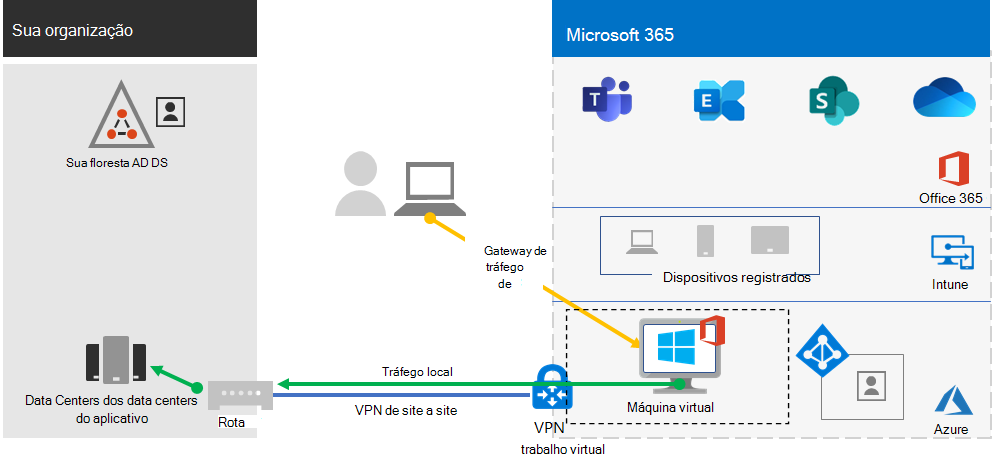 Sua organização
Microsoft 365
T
E
S
Sua floresta AD DS
Office 365
Gateway de
tráfego
de
Dispositivos registrados
Intune
Tráfego local
Data Centers dos data centers
do aplicativo
Rota
VPN de site a site
Máquina virtual
VPN
trabalho virtual
Azure